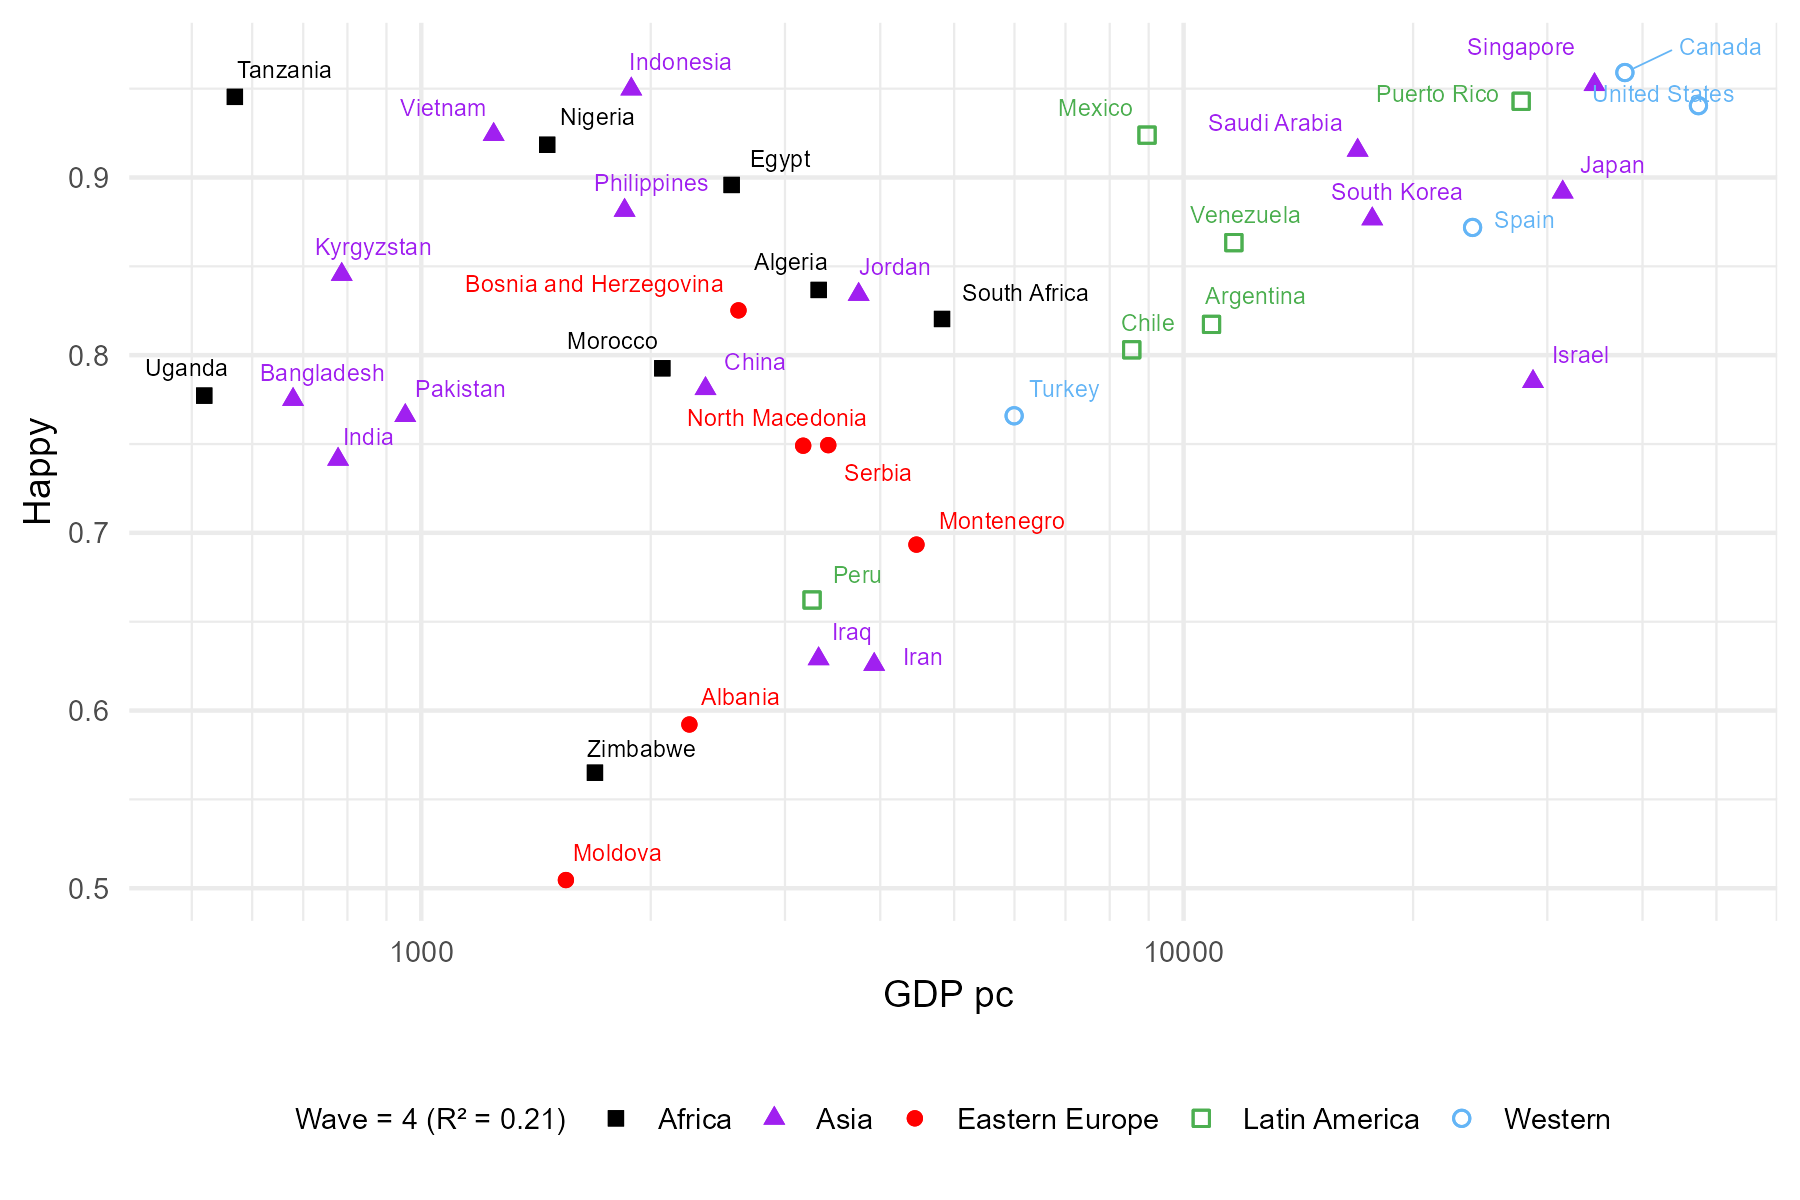 Singapore
Canada
Indonesia
Tanzania
Puerto Rico
United States
Vietnam
Mexico
Nigeria
Saudi Arabia
Egypt
Japan
0.9
Philippines
South Korea
Venezuela
Spain
Kyrgyzstan
Algeria
Jordan
Bosnia and Herzegovina
South Africa
Argentina
Chile
Morocco
0.8
Israel
China
Uganda
Bangladesh
Pakistan
Turkey
North Macedonia
India
Happy
Serbia
Montenegro
0.7
Peru
Iraq
Iran
Albania
0.6
Zimbabwe
Moldova
0.5
1000
10000
GDP pc
Wave = 4 (R² = 0.21) Africa Asia Eastern Europe Latin America Western